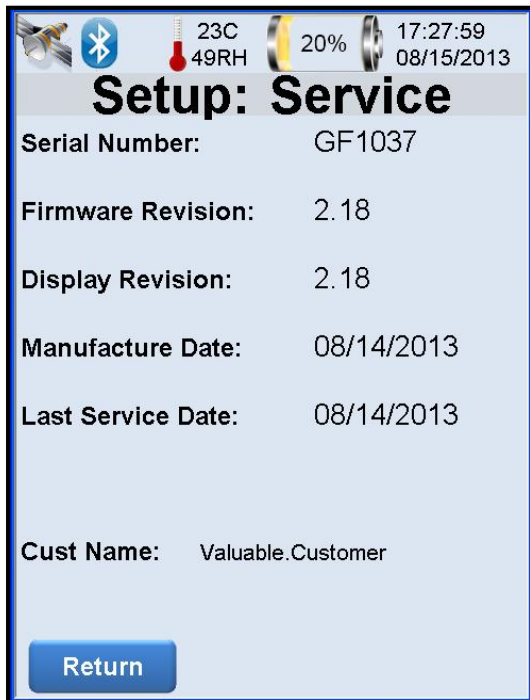 23C 20% 17:27:59
49RH 08/15/2013
Setup: Service
Serial Number: GF1037
Firmware Revision: 2.18
Display Revision: 2.18
Manufacture Date: 08/14/2013
Last Service Date: 08/14/2013
Cust Name: Valuable.Customer
Return